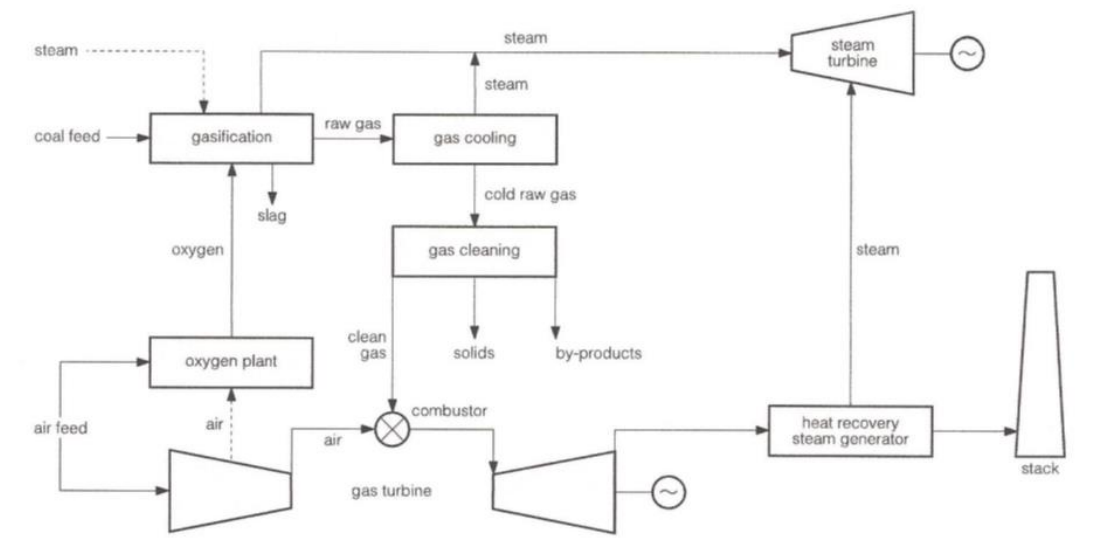 steam
steam
steam
turbine
steam
coal feed
gasification
raw gas
gas cooling
cold raw gas
slag
oxygen
gas cleaning
steam
clean
gas
solids
by-products
oxygen plant
air feed
air
combustor
air
heat recovery
steam generator
gas turbine
stack